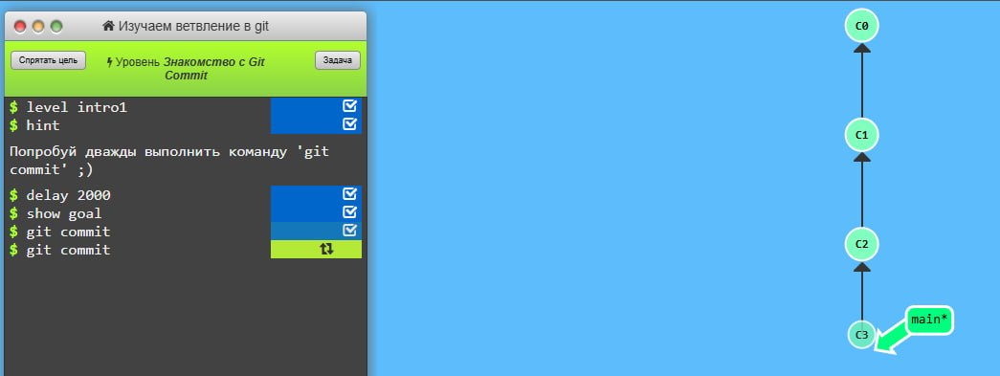 Изучаем ветвление в git
Спрятать цель
Уровень Знакомство с Git
Commit
Задача
$ level intro1
$ hint
Попробуй дважды выполнить команду 'git
commit' ;)
$ delay 2000
$ show goal
$ git commit
$ git commit
C0
C1
C2
C3
main*